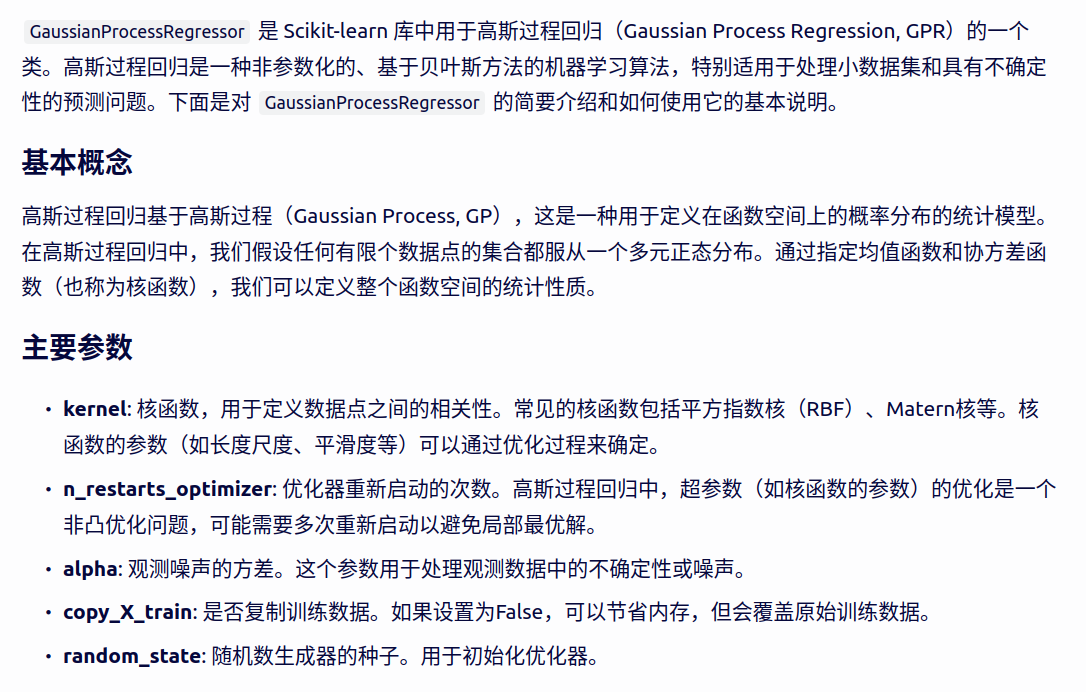 GaussianProcessRegressor 是 Scikit-learn 库中用于高斯过程回归（Gaussian Process Regression, GPR）的一个
类。高斯过程回归是一种非参数化的、基于贝叶斯方法的机器学习算法，特别适用于处理小数据集和具有不确定
性的预测问题。下面是对 GaussianProcessRegressor 的简要介绍和如何使用它的基本说明。
基本概念
高斯过程回归基于高斯过程（Gaussian Process, GP），这是一种用于定义在函数空间上的概率分布的统计模型。
在高斯过程回归中，我们假设任何有限个数据点的集合都服从一个多元正态分布。通过指定均值函数和协方差函
数（也称为核函数），我们可以定义整个函数空间的统计性质。
主要参数
• kernel: 核函数，用于定义数据点之间的相关性。常见的核函数包括平方指数核（RBF）、Matern核等。核
函数的参数（如长度尺度、平滑度等）可以通过优化过程来确定。
• n_restarts_optimizer: 优化器重新启动的次数。高斯过程回归中，超参数（如核函数的参数）的优化是一个
非凸优化问题，可能需要多次重新启动以避免局部最优解。
• alpha: 观测噪声的方差。这个参数用于处理观测数据中的不确定性或噪声。
• copy_X_train: 是否复制训练数据。如果设置为False，可以节省内存，但会覆盖原始训练数据。
• random_state: 随机数生成器的种子。用于初始化优化器。